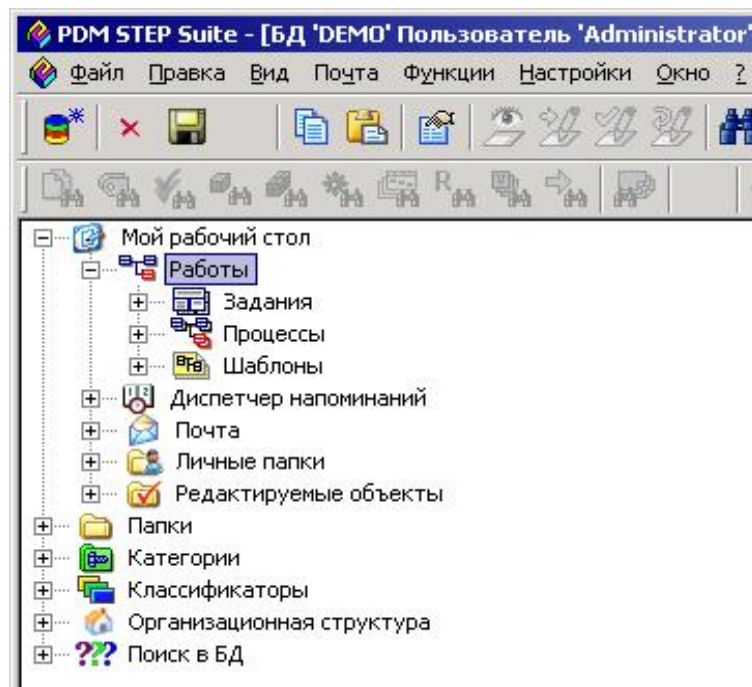 PDM STEP Suite - [БД 'DEMO' Пользователь 'Administrator'
Файл Правка Вид Почта Функции Настройки Окно ?
Мой рабочий стол
Работы
Задания
Процессы
Шаблоны
Диспетчер напоминаний
Почта
Личные папки
Редактируемые объекты
Папки
Категории
Классификаторы
Организационная структура
??? Поиск в БД